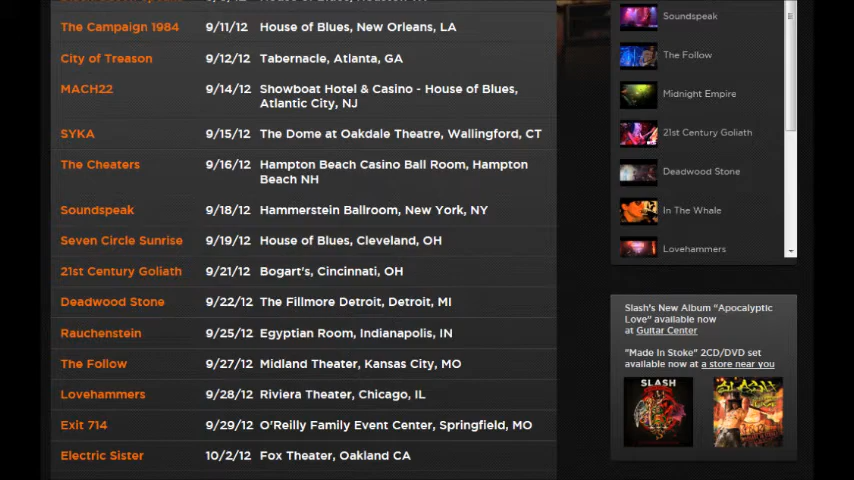 The Campaign 1984 9/11/12 House of Blues, New Orleans, LA
City of Treason 9/12/12 Tabernacle, Atlanta, GA
MACH22 9/14/12 Showboat Hotel & Casino - House of Blues,
Atlantic City, NJ
SYKA 9/15/12 The Dome at Oakdale Theatre, Wallingford, CT
The Cheaters 9/16/12 Hampton Beach Casino Ball Room, Hampton
Beach NH
Soundspeak 9/18/12 Hammerstein Ballroom, New York, NY
Seven Circle Sunrise 9/19/12 House of Blues, Cleveland, OH
21st Century Goliath 9/21/12 Bogart's, Cincinnati, OH
Deadwood Stone 9/22/12 The Fillmore Detroit, Detroit, MI
Rauchenstein 9/25/12 Egyptian Room, Indianapolis, IN
The Follow 9/27/12 Midland Theater, Kansas City, MO
Lovehammers 9/28/12 Riviera Theater, Chicago, IL
Exit 714 9/29/12 O'Reilly Family Event Center, Springfield, MO
Electric Sister 10/2/12 Fox Theater, Oakland CA
Soundspeak
The Follow
Midnight Empire
21st Century Goliath
Deadwood Stone
In The Whale
Lovehammers
Slash's New Album "Apocalyptic
Love" available now
at Guitar Center
"Made In Stoke" 2CD/DVD set
available now at a store near you
SLASH
SLASH